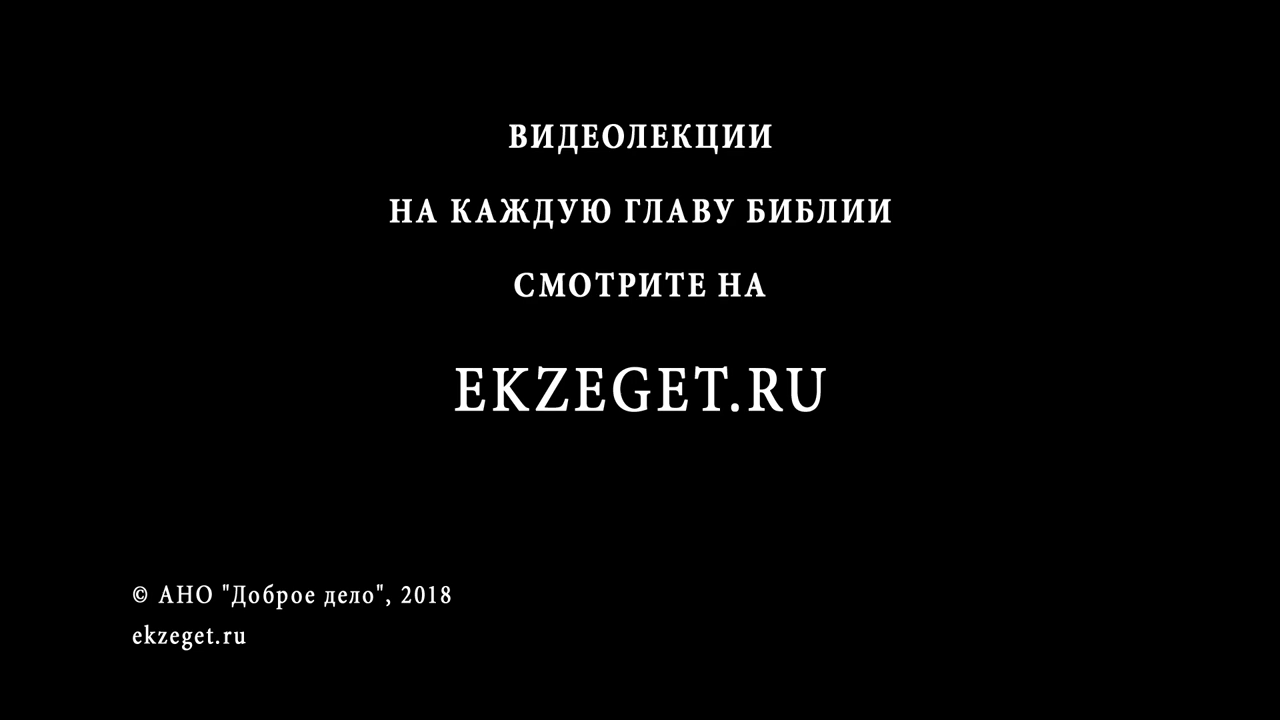 ВИДЕОЛЕКЦИИ
НА КАЖДУЮ ГЛАВУ БИБЛИИ
СМОТРИТЕ НА
EKZEGET.RU
© АНО "Доброе дело", 2018
ekzeget.ru